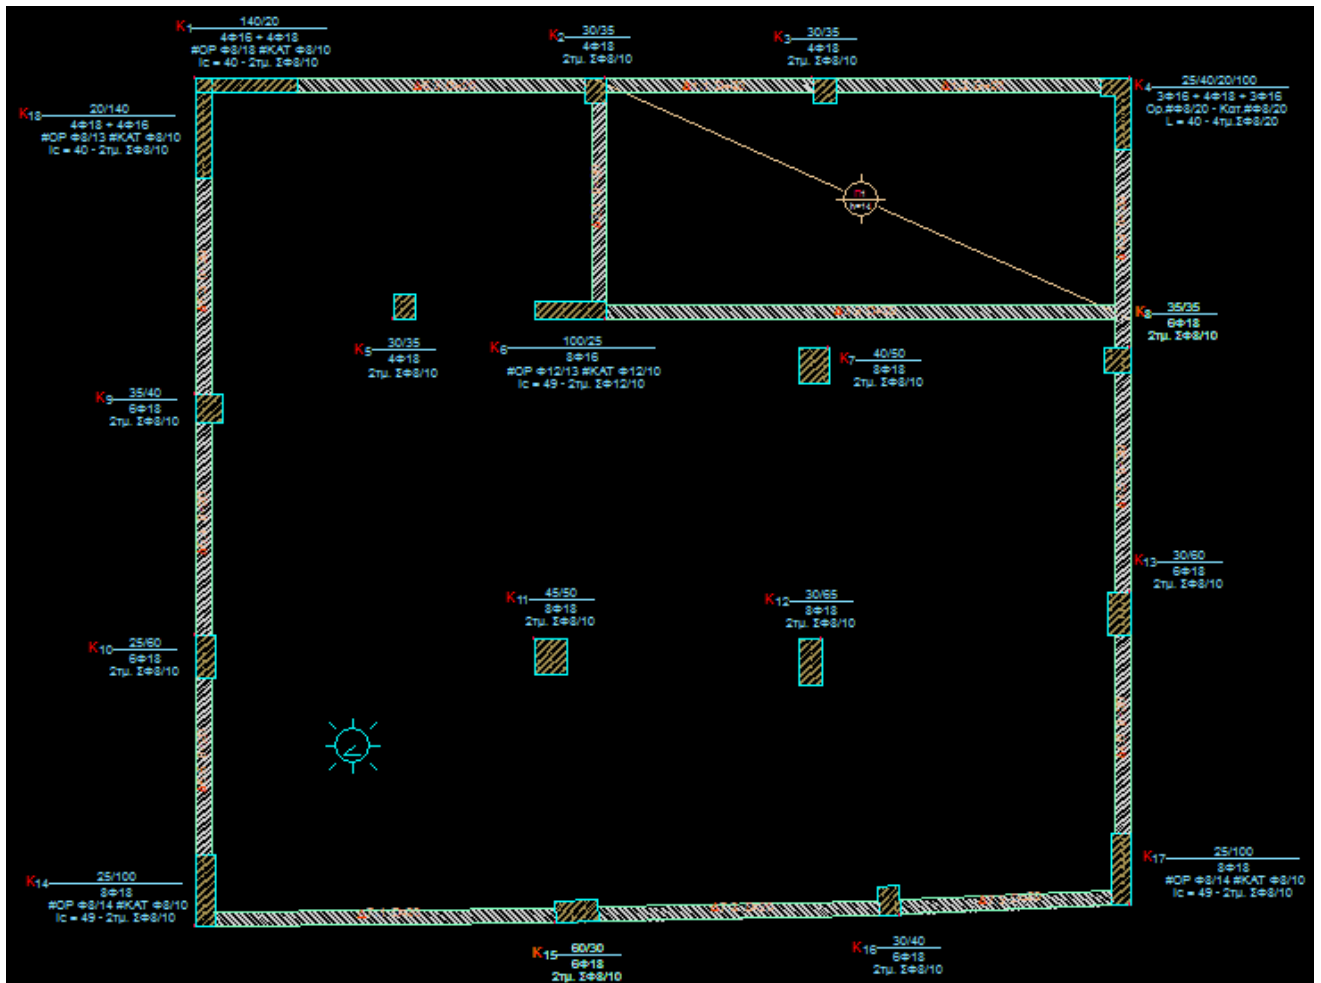 K1 140/20
4Φ16 + 4Φ18
#ΟΡ Φ8/18 #ΚΑΤ Φ8/10
lc = 40 - 2τμ. ΣΦ8/10
K2 30/35
4Φ18
2τμ. ΣΦ8/10
K3 30/35
4Φ18
2τμ. ΣΦ8/10
K4 25/40/20/100
3Φ16 + 4Φ18 + 3Φ16
Ορ.#Φ8/20 - Κατ.#Φ8/20
L = 40 - 4τμ.ΣΦ8/20
K18 20/140
4Φ18 + 4Φ16
#ΟΡ Φ8/13 #ΚΑΤ Φ8/10
lc = 40 - 2τμ. ΣΦ8/10
Π1
h=14
K5 30/35
4Φ18
2τμ. ΣΦ8/10
K6 100/25
8Φ16
#ΟΡ Φ12/13 #ΚΑΤ Φ12/10
lc = 49 - 2τμ. ΣΦ12/10
K7 40/50
8Φ18
2τμ. ΣΦ8/10
K8 35/35
6Φ18
2τμ. ΣΦ8/10
K9 35/40
6Φ18
2τμ. ΣΦ8/10
K10 25/60
6Φ18
2τμ. ΣΦ8/10
K11 45/50
8Φ18
2τμ. ΣΦ8/10
K12 30/65
8Φ18
2τμ. ΣΦ8/10
K13 30/60
6Φ18
2τμ. ΣΦ8/10
K14 25/100
8Φ18
#ΟΡ Φ8/14 #ΚΑΤ Φ8/10
lc = 49 - 2τμ. ΣΦ8/10
K15 60/30
6Φ18
2τμ. ΣΦ8/10
K16 30/40
6Φ18
2τμ. ΣΦ8/10
K17 25/100
8Φ18
#ΟΡ Φ8/14 #ΚΑΤ Φ8/10
lc = 49 - 2τμ. ΣΦ8/10